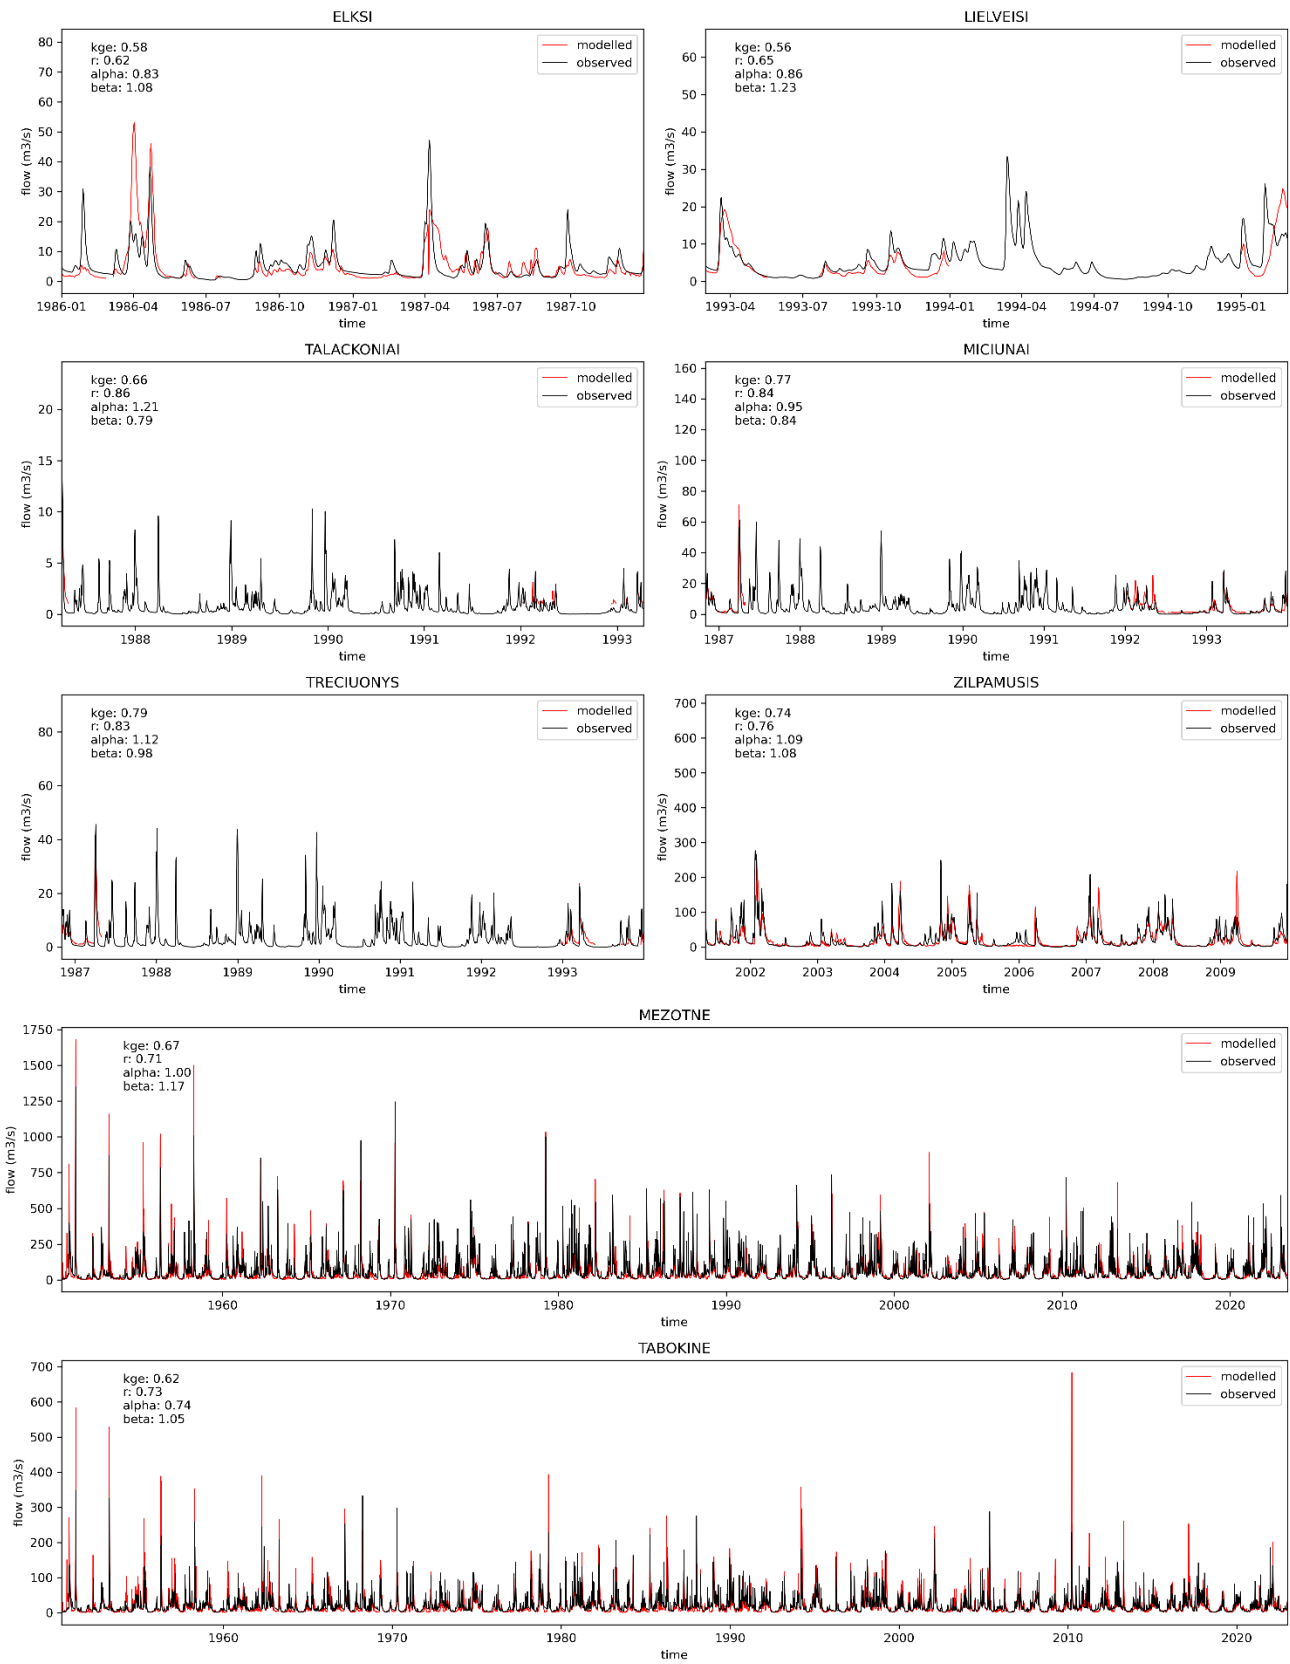 ELKSI
kge: 0.58
r: 0.62
alpha: 0.83
beta: 1.08
modelled
observed
80
70
60
50
40
30
20
10
0
flow (m3/s)
1986-01 1986-04 1986-07 1986-10 1987-01 1987-04 1987-07 1987-10
time
LIELVEISI
kge: 0.56
r: 0.65
alpha: 0.86
beta: 1.23
modelled
observed
60
50
40
30
20
10
0
flow (m3/s)
1993-04 1993-07 1993-10 1994-01 1994-04 1994-07 1994-10 1995-01
time
TALACKONIAI
kge: 0.66
r: 0.86
alpha: 1.21
beta: 0.79
modelled
observed
20
15
10
5
0
flow (m3/s)
1988 1989 1990 1991 1992 1993
time
MICIUNAI
kge: 0.77
r: 0.84
alpha: 0.95
beta: 0.84
modelled
observed
160
140
120
100
80
60
40
20
0
flow (m3/s)
1987 1988 1989 1990 1991 1992 1993
time
TRECIUONYS
kge: 0.79
r: 0.83
alpha: 1.12
beta: 0.98
modelled
observed
80
60
40
20
0
flow (m3/s)
1987 1988 1989 1990 1991 1992 1993
time
ZILPAMUSIS
kge: 0.74
r: 0.76
alpha: 1.09
beta: 1.08
modelled
observed
700
600
500
400
300
200
100
0
flow (m3/s)
2002 2003 2004 2005 2006 2007 2008 2009
time
MEZOTNE
kge: 0.67
r: 0.71
alpha: 1.00
beta: 1.17
modelled
observed
1750
1500
1250
1000
750
500
250
0
flow (m3/s)
1960 1970 1980 1990 2000 2010 2020
time
TABOKINE
kge: 0.62
r: 0.73
alpha: 0.74
beta: 1.05
modelled
observed
700
600
500
400
300
200
100
0
flow (m3/s)
1960 1970 1980 1990 2000 2010 2020
time